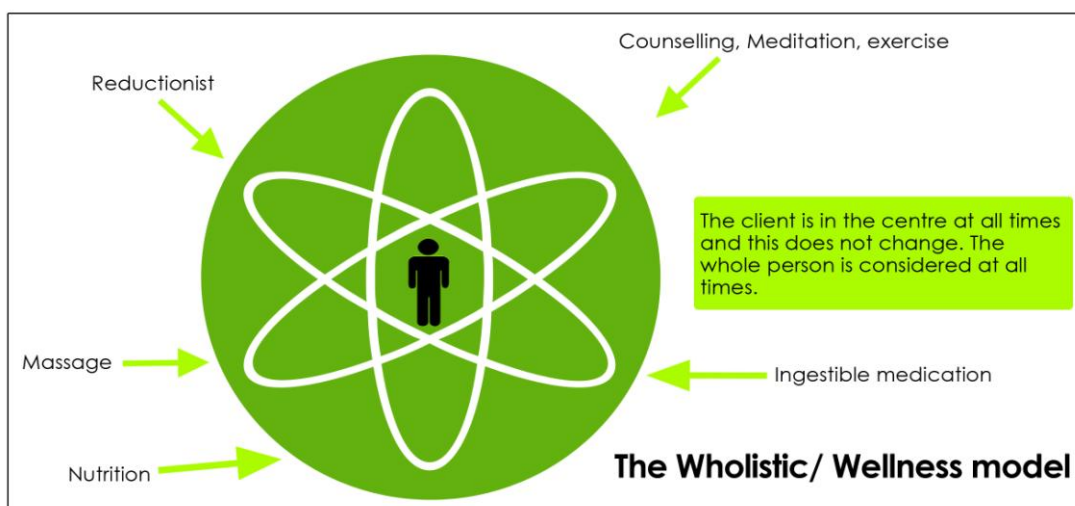 Counselling, Meditation, exercise
Reductionist
The client is in the centre at all times
and this does not change. The
whole person is considered at all
times.
Massage
Ingestible medication
Nutrition
The Wholistic/ Wellness model